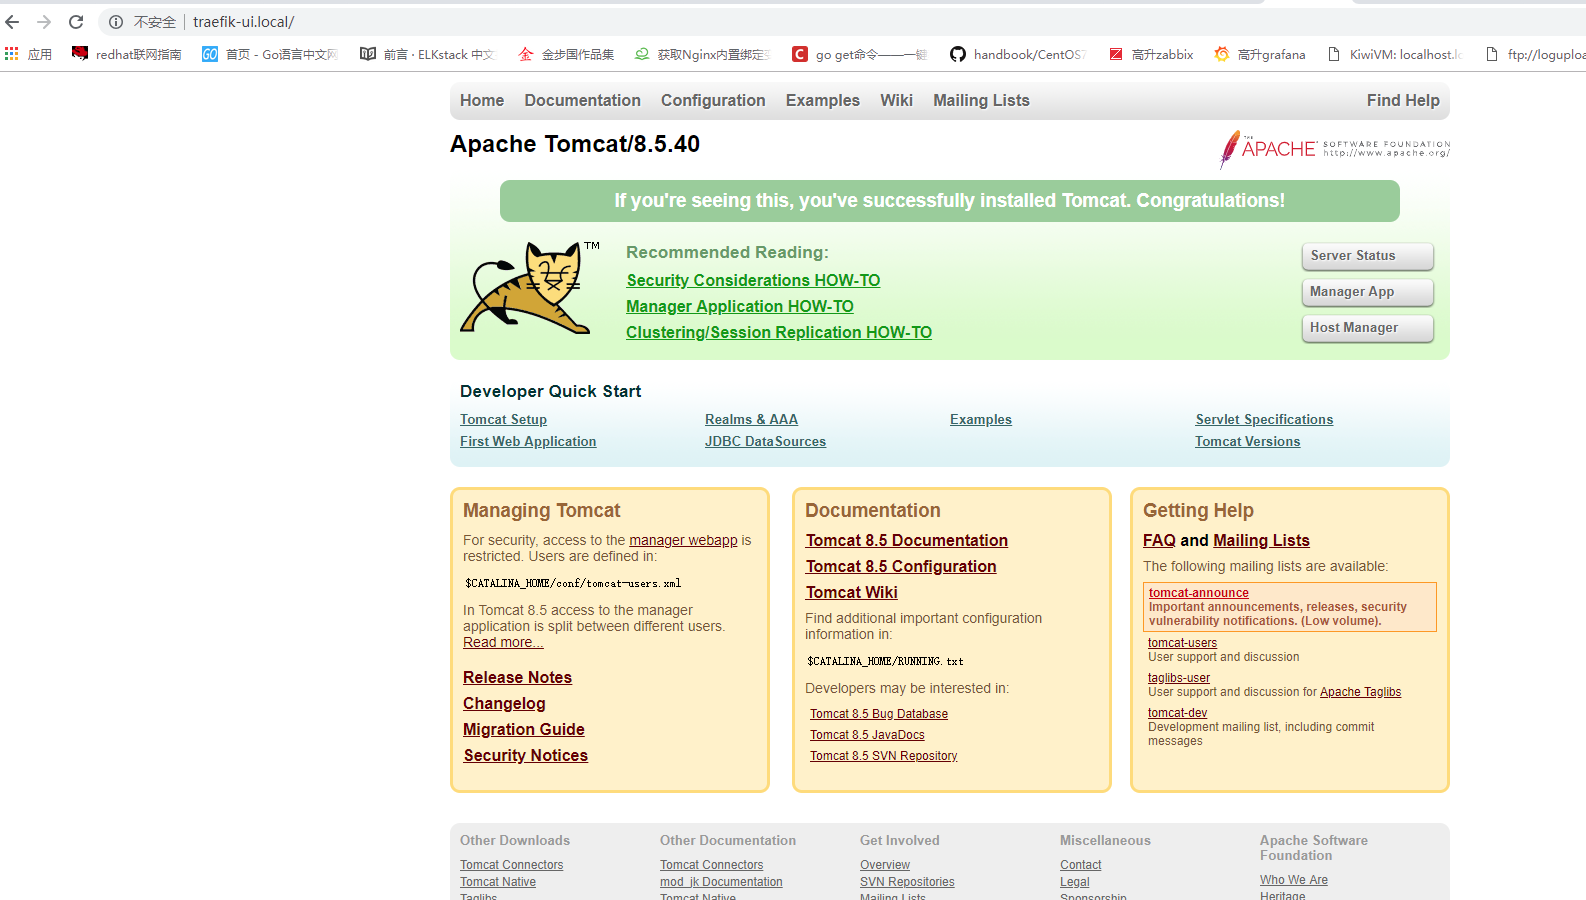 不安全 | traefik-ui.local/
应用 redhat联网指南 首页 - Go语言中文网 前言 · ELKstack 中文 金步国作品集 获取Nginx内置绑定变 go get命令———一键 handbook/CentOS7 高升zabbix 高升grafana KiwiVM: localhost.lo ftp://logupload
Home Documentation Configuration Examples Wiki Mailing Lists Find Help
Apache Tomcat/8.5.40
THE APACHE SOFTWARE FOUNDATION
http://www.apache.org/
If you're seeing this, you've successfully installed Tomcat. Congratulations!
TM
Recommended Reading:
Security Considerations HOW-TO
Manager Application HOW-TO
Clustering/Session Replication HOW-TO
Server Status
Manager App
Host Manager
Developer Quick Start
Tomcat Setup
First Web Application
Realms & AAA
JDBC DataSources
Examples
Servlet Specifications
Tomcat Versions
Managing Tomcat
For security, access to the manager webapp is
restricted. Users are defined in:
$CATALINA_HOME/conf/tomcat-users.xml
In Tomcat 8.5 access to the manager
application is split between different users.
Read more...
Release Notes
Changelog
Migration Guide
Security Notices
Documentation
Tomcat 8.5 Documentation
Tomcat 8.5 Configuration
Tomcat Wiki
Find additional important configuration
information in:
$CATALINA_HOME/RUNNING.txt
Developers may be interested in:
Tomcat 8.5 Bug Database
Tomcat 8.5 JavaDocs
Tomcat 8.5 SVN Repository
Getting Help
FAQ and Mailing Lists
The following mailing lists are available:
tomcat-announce
Important announcements, releases, security
vulnerability notifications. (Low volume).
tomcat-users
User support and discussion
taglibs-user
User support and discussion for Apache Taglibs
tomcat-dev
Development mailing list, including commit
messages
Other Downloads
Tomcat Connectors
Tomcat Native
Taglibs
Other Documentation
Tomcat Connectors
mod_jk Documentation
Tomcat Native
Get Involved
Overview
SVN Repositories
Mailing Lists
Miscellaneous
Contact
Legal
Sponsorship
Apache Software
Foundation
Who We Are
Heritage